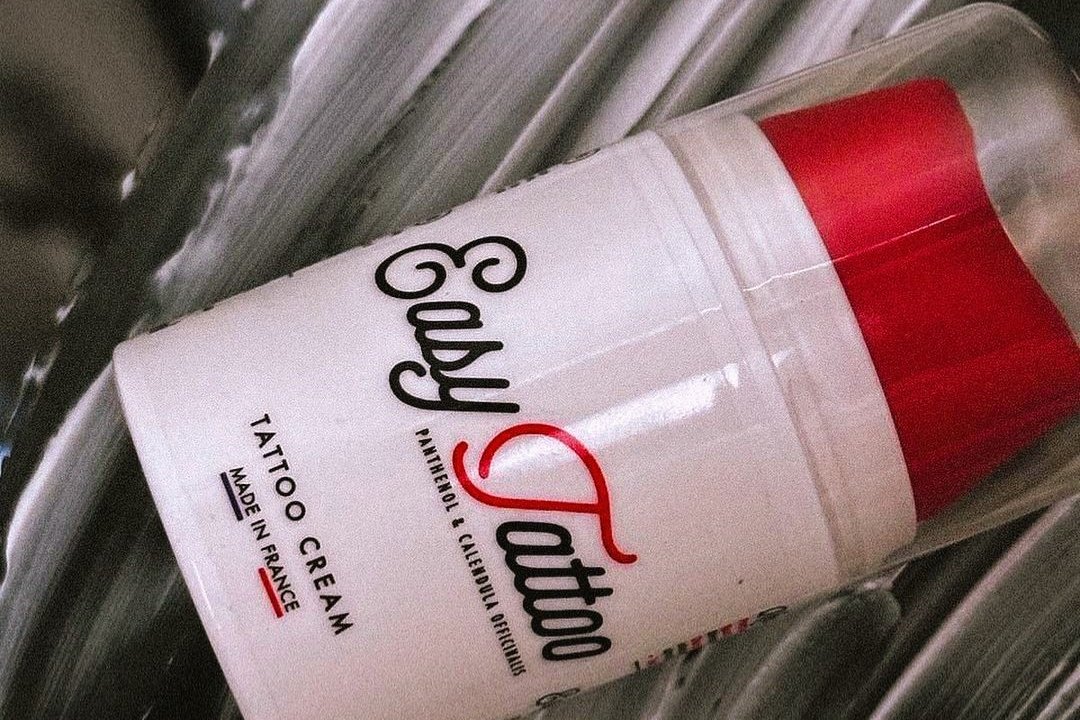 Easy Tattoo
PANTHENOL & CALENDULA OFFICINALIS
TATTOO CREAM
MADE IN FRANCE